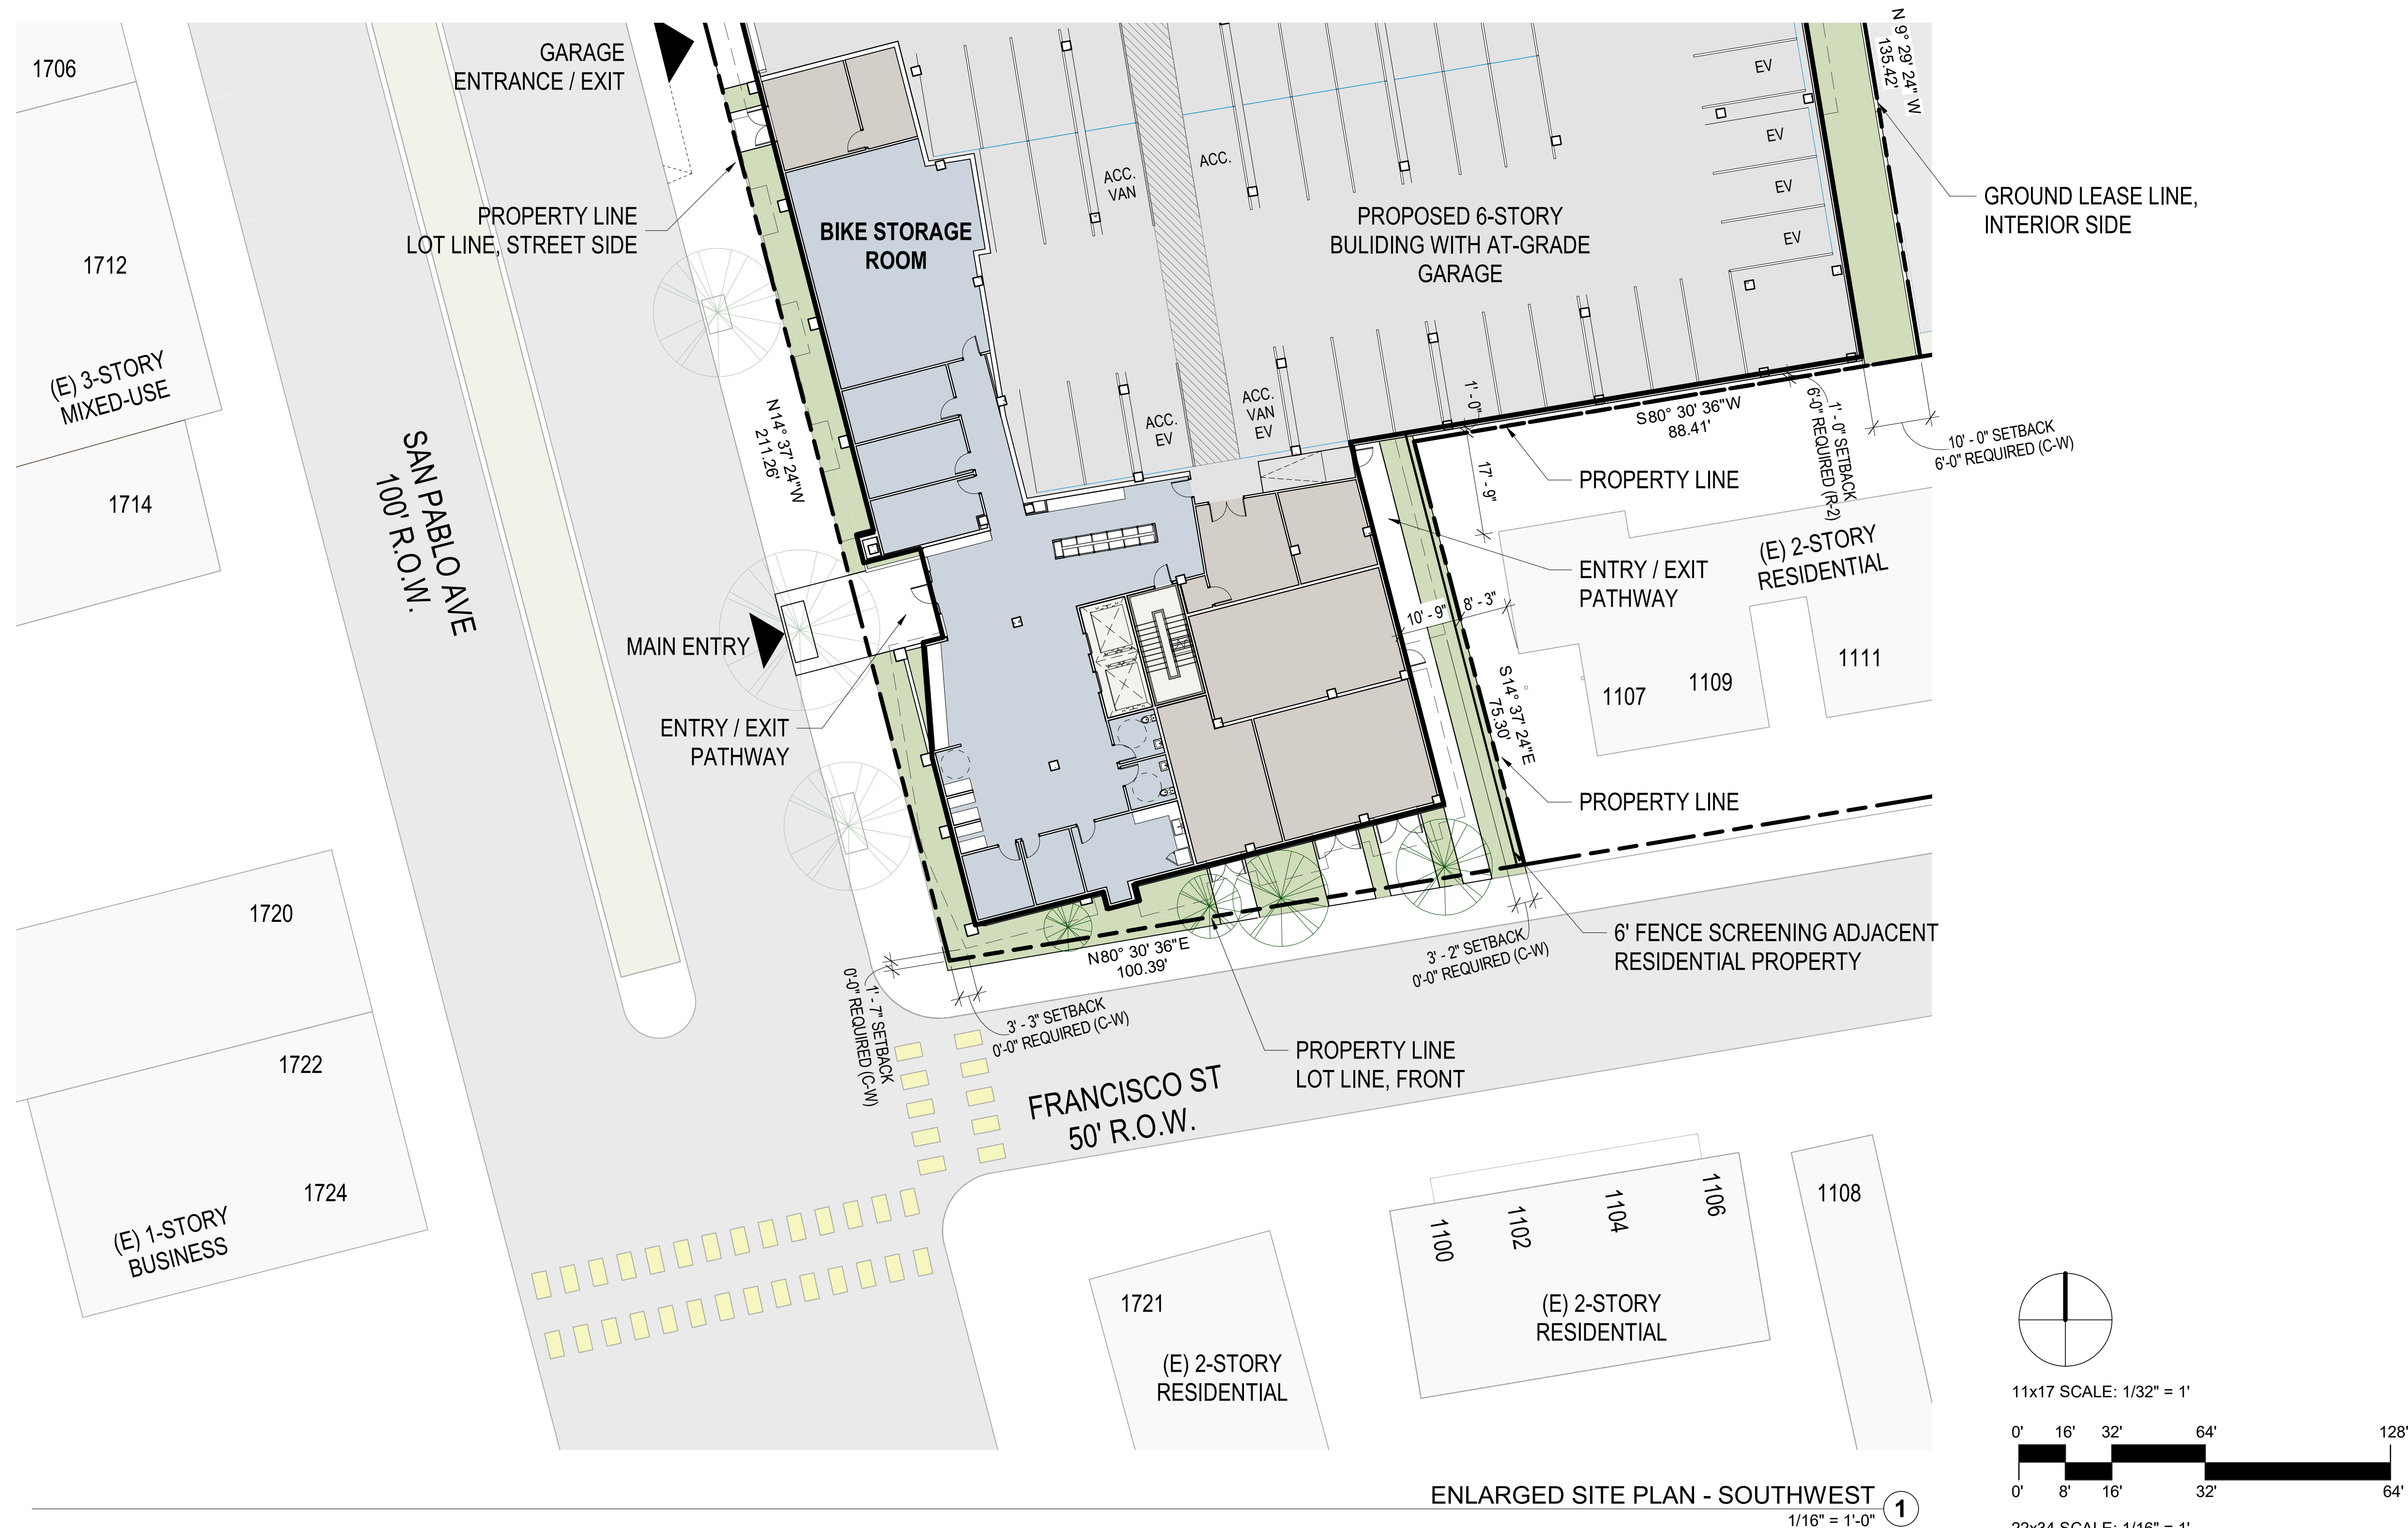 1706
GARAGE
ENTRANCE / EXIT
EV
N 9° 29' 24" W
135.42'
EV
EV
EV
ACC.
VAN
ACC.
1712
PROPERTY LINE
LOT LINE, STREET SIDE
BIKE STORAGE
ROOM
PROPOSED 6-STORY
BULIDING WITH AT-GRADE
GARAGE
GROUND LEASE LINE,
INTERIOR SIDE
(E) 3-STORY
MIXED-USE
1714
SAN PABLO AVE
100' R.O.W.
N14° 37' 24"W
211.26'
ACC.
EV
ACC.
VAN
EV
1' - 0"
S80° 30' 36"W
88.41'
1' - 0" SETBACK
6'-0" REQUIRED (R-2)
10' - 0" SETBACK
6'-0" REQUIRED (C-W)
17' - 9"
PROPERTY LINE
(E) 2-STORY
RESIDENTIAL
ENTRY / EXIT
PATHWAY
10' - 9"
8' - 3"
MAIN ENTRY
1107
1109
1111
S14° 37' 24"E
75.30'
ENTRY / EXIT
PATHWAY
PROPERTY LINE
1720
1722
1724
(E) 1-STORY
BUSINESS
6' FENCE SCREENING ADJACENT
RESIDENTIAL PROPERTY
N80° 30' 36"E
100.39'
3' - 2" SETBACK
0'-0" REQUIRED (C-W)
1' - 7" SETBACK
0'-0" REQUIRED (C-W)
3' - 3" SETBACK
0'-0" REQUIRED (C-W)
PROPERTY LINE
LOT LINE, FRONT
FRANCISCO ST
50' R.O.W.
1100
1102
1104
1106
1108
1721
(E) 2-STORY
RESIDENTIAL
(E) 2-STORY
RESIDENTIAL
11x17 SCALE: 1/32" = 1'
0' 16' 32' 64' 128'
0' 8' 16' 32' 64'
22x34 SCALE: 1/16" = 1'
ENLARGED SITE PLAN - SOUTHWEST
1
1/16" = 1'-0"